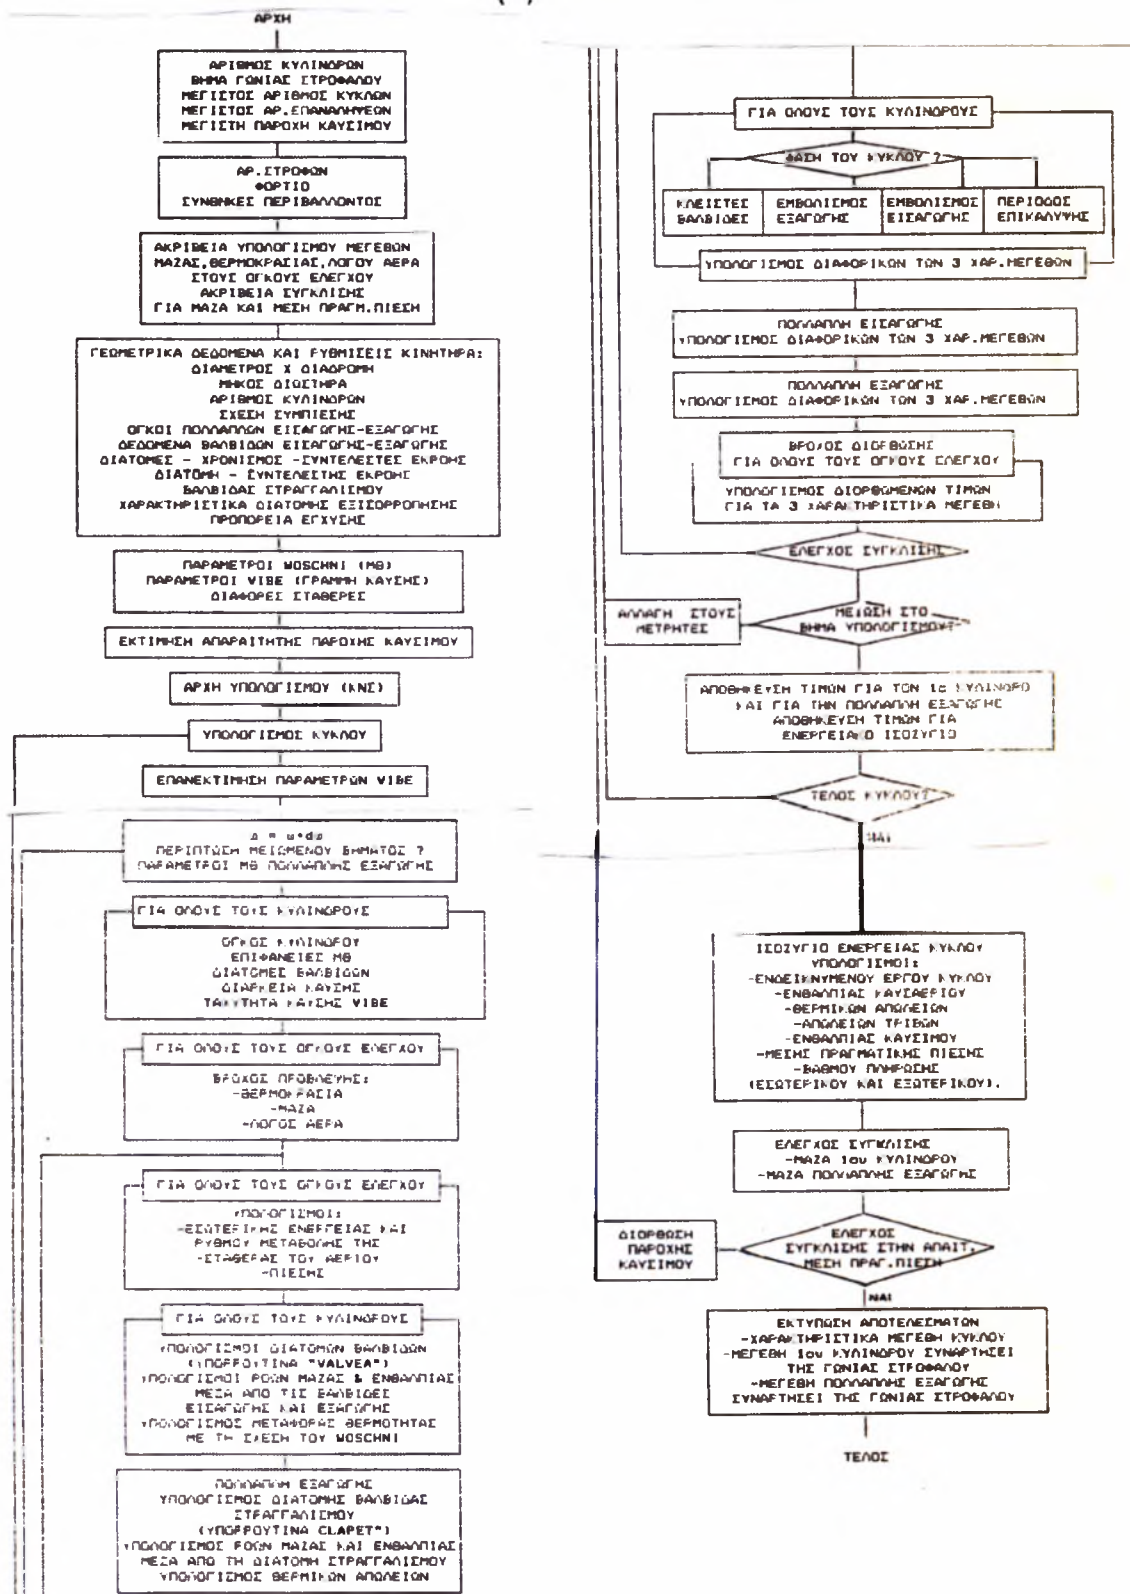 ΑΡΧΗ
ΑΡΙΘΜΟΣ ΚΥΛΙΝΔΡΩΝ
ΒΗΜΑ ΓΩΝΙΑΣ ΣΤΡΟΦΑΛΟΥ
ΜΕΓΙΣΤΟΣ ΑΡΙΘΜΟΣ ΚΥΚΛΩΝ
ΜΕΓΙΣΤΟΣ ΑΡ.ΕΠΑΝΑΛΗΨΕΩΝ
ΜΕΓΙΣΤΗ ΠΑΡΟΧΗ ΚΑΥΣΙΜΟΥ
ΑΡ.ΣΤΡΟΦΩΝ
ΦΟΡΤΙΟ
ΣΥΝΘΗΚΕΣ ΠΕΡΙΒΑΛΛΟΝΤΟΣ
ΑΚΡΙΒΕΙΑ ΥΠΟΛΟΓΙΣΜΟΥ ΜΕΓΕΘΩΝ
ΜΑΖΑΣ,ΘΕΡΜΟΚΡΑΣΙΑΣ,ΛΟΓΟΥ ΑΕΡΑ
ΣΤΟΥΣ ΟΓΚΟΥΣ ΕΛΕΓΧΟΥ
ΑΚΡΙΒΕΙΑ ΣΥΓΚΛΙΣΗΣ
ΓΙΑ ΜΑΖΑ ΚΑΙ ΜΕΣΗ ΠΡΑΓΜ.ΠΙΕΣΗ
ΓΕΩΜΕΤΡΙΚΑ ΔΕΔΟΜΕΝΑ ΚΑΙ ΡΥΘΜΙΣΕΙΣ ΚΙΝΗΤΗΡΑ:
ΔΙΑΜΕΤΡΟΣ Χ ΔΙΑΔΡΟΜΗ
ΜΗΚΟΣ ΔΙΩΣΤΗΡΑ
ΑΡΙΘΜΟΣ ΚΥΛΙΝΔΡΩΝ
ΣΧΕΣΗ ΣΥΜΠΙΕΣΗΣ
ΟΓΚΟΙ ΠΟΛΛΑΠΛΩΝ ΕΙΣΑΓΩΓΗΣ-ΕΞΑΓΩΓΗΣ
ΔΕΔΟΜΕΝΑ ΒΑΛΒΙΔΩΝ ΕΙΣΑΓΩΓΗΣ-ΕΞΑΓΩΓΗΣ
ΔΙΑΤΟΜΕΣ - ΧΡΟΝΙΣΜΟΣ -ΣΥΝΤΕΛΕΣΤΕΣ ΕΚΡΟΗΣ
ΔΙΑΤΟΜΗ - ΣΥΝΤΕΛΕΣΤΗΣ ΕΚΡΟΗΣ
ΒΑΛΒΙΔΑΣ ΣΤΡΑΓΓΑΛΙΣΜΟΥ
ΧΑΡΑΚΤΗΡΙΣΤΙΚΑ ΔΙΑΤΟΜΗΣ ΕΞΙΣΟΡΡΟΠΗΣΗΣ
ΠΡΟΠΟΡΕΙΑ ΕΓΧΥΣΗΣ
ΠΑΡΑΜΕΤΡΟΙ WOSCHNI (ΜΘ)
ΠΑΡΑΜΕΤΡΟΙ VIBE (ΓΡΑΜΜΗ ΚΑΥΣΗΣ)
ΔΙΑΦΟΡΕΣ ΣΤΑΘΕΡΕΣ
ΕΚΤΙΜΗΣΗ ΑΠΑΡΑΙΤΗΤΗΣ ΠΑΡΟΧΗΣ ΚΑΥΣΙΜΟΥ
ΑΡΧΗ ΥΠΟΛΟΓΙΣΜΟΥ (ΚΝΣ)
ΥΠΟΛΟΓΙΣΜΟΣ ΚΥΚΛΟΥ
ΕΠΑΝΕΚΤΙΜΗΣΗ ΠΑΡΑΜΕΤΡΩΝ VIBE
ΠΕΡΙΠΤΩΣΗ ΜΕΙΩΜΕΝΟΥ ΒΗΜΑΤΟΣ ?
ΠΑΡΑΜΕΤΡΟΙ ΜΘ ΠΟΛΛΑΠΛΗΣ ΕΞΑΓΩΓΗΣ
ΓΙΑ ΟΛΟΥΣ ΤΟΥΣ ΚΥΛΙΝΔΡΟΥΣ
ΟΓΚΟΣ ΚΥΛΙΝΔΡΟΥ
ΕΠΙΦΑΝΕΙΕΣ ΜΘ
ΔΙΑΤΟΜΕΣ ΒΑΛΒΙΔΩΝ
ΔΙΑΡΚΕΙΑ ΚΑΥΣΗΣ
ΤΑΧΥΤΗΤΑ ΚΑΥΣΗΣ VIBE
ΓΙΑ ΟΛΟΥΣ ΤΟΥΣ ΟΓΚΟΥΣ ΕΛΕΓΧΟΥ
ΒΡΟΧΟΣ ΠΡΟΒΛΕΨΗΣ:
-ΘΕΡΜΟΚΡΑΣΙΑ
-ΜΑΖΑ
-ΛΟΓΟΣ ΑΕΡΑ
ΓΙΑ ΟΛΟΥΣ ΤΟΥΣ ΟΓΚΟΥΣ ΕΛΕΓΧΟΥ
ΥΠΟΛΟΓΙΣΜΟΙ:
-ΕΣΩΤΕΡΙΚΗΣ ΕΝΕΡΓΕΙΑΣ ΚΑΙ
ΡΥΘΜΟΥ ΜΕΤΑΒΟΛΗΣ ΤΗΣ
-ΣΤΑΘΕΡΑΣ ΤΟΥ ΑΕΡΙΟΥ
-ΠΙΕΣΗΣ
ΓΙΑ ΟΛΟΥΣ ΤΟΥΣ ΚΥΛΙΝΔΡΟΥΣ
ΥΠΟΛΟΓΙΣΜΟΙ ΔΙΑΤΟΜΩΝ ΒΑΛΒΙΔΩΝ
(ΥΠΟΡΡΟΥΤΙΝΑ "VALVEA")
ΥΠΟΛΟΓΙΣΜΟΙ ΡΟΩΝ ΜΑΖΑΣ & ΕΝΘΑΛΠΙΑΣ
ΜΕΣΑ ΑΠΟ ΤΙΣ ΒΑΛΒΙΔΕΣ
ΕΙΣΑΓΩΓΗΣ ΚΑΙ ΕΞΑΓΩΓΗΣ
ΥΠΟΛΟΓΙΣΜΟΣ ΜΕΤΑΦΟΡΑΣ ΘΕΡΜΟΤΗΤΑΣ
ΜΕ ΤΗ ΣΧΕΣΗ ΤΟΥ WOSCHNI
ΠΟΛΛΑΠΛΗ ΕΞΑΓΩΓΗΣ
ΥΠΟΛΟΓΙΣΜΟΣ ΔΙΑΤΟΜΗΣ ΒΑΛΒΙΔΑΣ
ΣΤΡΑΓΓΑΛΙΣΜΟΥ
(ΥΠΟΡΡΟΥΤΙΝΑ CLAPET")
ΥΠΟΛΟΓΙΣΜΟΣ ΡΟΩΝ ΜΑΖΑΣ ΚΑΙ ΕΝΘΑΛΠΙΑΣ
ΜΕΣΑ ΑΠΟ ΤΗ ΔΙΑΤΟΜΗ ΣΤΡΑΓΓΑΛΙΣΜΟΥ
ΥΠΟΛΟΓΙΣΜΟΣ ΘΕΡΜΙΚΩΝ ΑΠΩΛΕΙΩΝ
ΓΙΑ ΟΛΟΥΣ ΤΟΥΣ ΚΥΛΙΝΔΡΟΥΣ
ΦΑΣΗ ΤΟΥ ΚΥΚΛΟΥ ?
ΚΛΕΙΣΤΕΣ ΒΑΛΒΙΔΕΣ
ΕΜΒΟΛΙΣΜΟΣ ΕΞΑΓΩΓΗΣ
ΕΜΒΟΛΙΣΜΟΣ ΕΙΣΑΓΩΓΗΣ
ΠΕΡΙΟΔΟΣ ΕΠΙΚΑΛΥΨΗΣ
ΥΠΟΛΟΓΙΣΜΟΣ ΔΙΑΦΟΡΙΚΩΝ ΤΩΝ 3 ΧΑΡ.ΜΕΓΕΘΩΝ
ΠΟΛΛΑΠΛΗ ΕΙΣΑΓΩΓΗΣ
ΥΠΟΛΟΓΙΣΜΟΣ ΔΙΑΦΟΡΙΚΩΝ ΤΩΝ 3 ΧΑΡ.ΜΕΓΕΘΩΝ
ΠΟΛΛΑΠΛΗ ΕΞΑΓΩΓΗΣ
ΥΠΟΛΟΓΙΣΜΟΣ ΔΙΑΦΟΡΙΚΩΝ ΤΩΝ 3 ΧΑΡ.ΜΕΓΕΘΩΝ
ΒΡΟΧΟΣ ΔΙΟΡΘΩΣΗΣ
ΓΙΑ ΟΛΟΥΣ ΤΟΥΣ ΟΓΚΟΥΣ ΕΛΕΓΧΟΥ
ΥΠΟΛΟΓΙΣΜΟΣ ΔΙΟΡΘΩΜΕΝΩΝ ΤΙΜΩΝ
ΓΙΑ ΤΑ 3 ΧΑΡΑΚΤΗΡΙΣΤΙΚΑ ΜΕΓΕΘΗ
ΕΛΕΓΧΟΣ ΣΥΓΚΛΙΣΗΣ
ΑΛΛΑΓΗ ΣΤΟΥΣ
ΜΕΤΡΗΤΕΣ
ΜΕΙΩΣΗ ΣΤΟ
ΒΗΜΑ ΥΠΟΛΟΓΙΣΜΟΥ?
ΑΠΟΘΗΚΕΥΣΗ ΤΙΜΩΝ ΓΙΑ ΤΟΝ 1ο ΚΥΛΙΝΔΡΟ
ΚΑΙ ΓΙΑ ΤΗΝ ΠΟΛΛΑΠΛΗ ΕΞΑΓΩΓΗΣ
ΑΠΟΘΗΚΕΥΣΗ ΤΙΜΩΝ ΓΙΑ
ΕΝΕΡΓΕΙΑΚΟ ΙΣΟΖΥΓΙΟ
ΤΕΛΟΣ ΚΥΚΛΟΥ?
ΝΑΙ
ΙΣΟΖΥΓΙΟ ΕΝΕΡΓΕΙΑΣ ΚΥΚΛΟΥ
ΥΠΟΛΟΓΙΣΜΟΙ:
-ΕΝΔΕΙΚΝΥΜΕΝΟΥ ΕΡΓΟΥ ΚΥΚΛΟΥ
-ΕΝΘΑΛΠΙΑΣ ΚΑΥΣΑΕΡΙΟΥ
-ΘΕΡΜΙΚΩΝ ΑΠΩΛΕΙΩΝ
-ΑΠΩΛΕΙΩΝ ΤΡΙΒΩΝ
-ΕΝΘΑΛΠΙΑΣ ΚΑΥΣΙΜΟΥ
-ΜΕΣΗΣ ΠΡΑΓΜΑΤΙΚΗΣ ΠΙΕΣΗΣ
-ΒΑΘΜΟΥ ΠΛΗΡΩΣΗΣ
(ΕΣΩΤΕΡΙΚΟΥ ΚΑΙ ΕΞΩΤΕΡΙΚΟΥ).
ΕΛΕΓΧΟΣ ΣΥΓΚΛΙΣΗΣ
-ΜΑΖΑ 1ου ΚΥΛΙΝΔΡΟΥ
-ΜΑΖΑ ΠΟΛΛΑΠΛΗΣ ΕΞΑΓΩΓΗΣ
ΔΙΟΡΘΩΣΗ
ΠΑΡΟΧΗΣ
ΚΑΥΣΙΜΟΥ
ΕΛΕΓΧΟΣ
ΣΥΓΚΛΙΣΗΣ ΣΤΗΝ ΑΠΑΙΤ.
ΜΕΣΗ ΠΡΑΓ.ΠΙΕΣΗ
ΝΑΙ
ΕΚΤΥΠΩΣΗ ΑΠΟΤΕΛΕΣΜΑΤΩΝ
-ΧΑΡΑΚΤΗΡΙΣΤΙΚΑ ΜΕΓΕΘΗ ΚΥΚΛΟΥ
-ΜΕΓΕΘΗ 1ου ΚΥΛΙΝΔΡΟΥ ΣΥΝΑΡΤΗΣΕΙ
ΤΗΣ ΓΩΝΙΑΣ ΣΤΡΟΦΑΛΟΥ
-ΜΕΓΕΘΗ ΠΟΛΛΑΠΛΗΣ ΕΞΑΓΩΓΗΣ
ΣΥΝΑΡΤΗΣΕΙ ΤΗΣ ΓΩΝΙΑΣ ΣΤΡΟΦΑΛΟΥ
ΤΕΛΟΣ